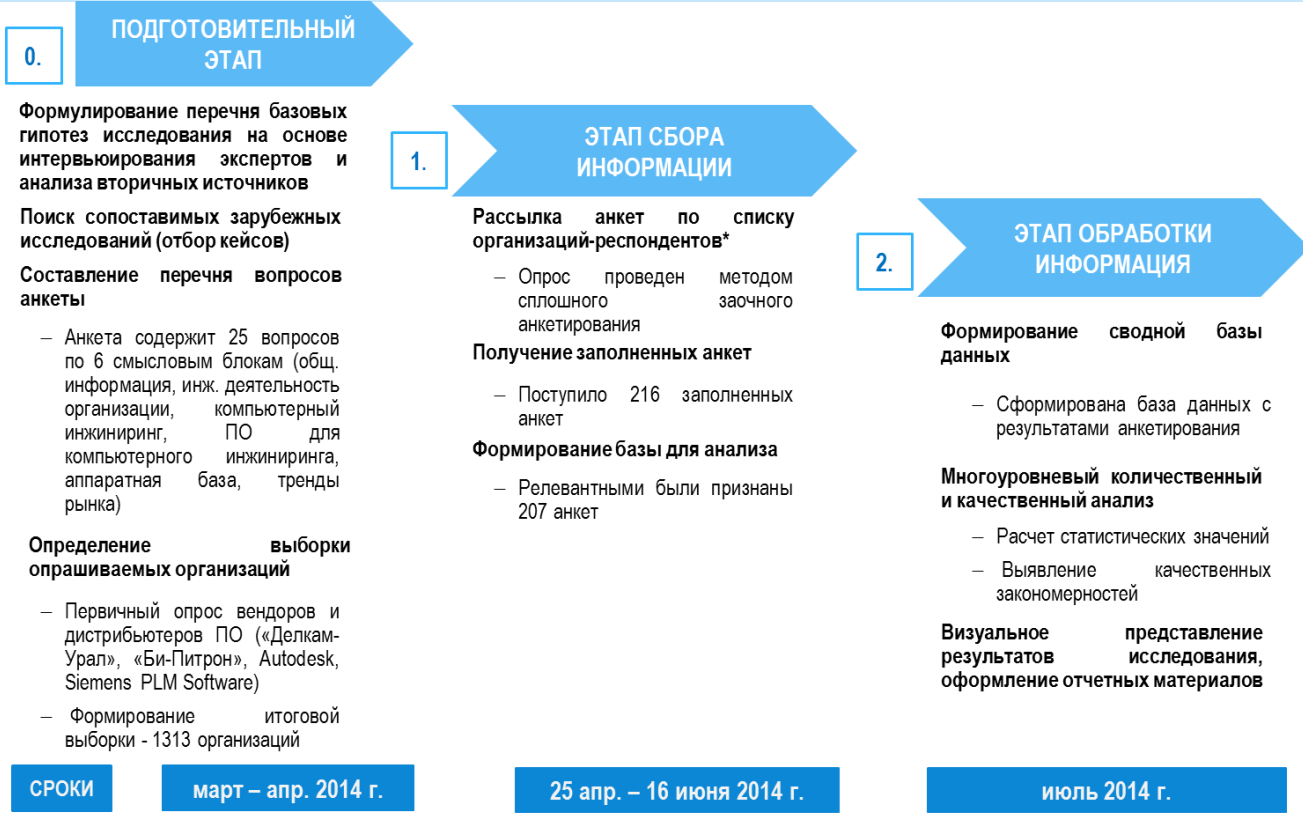 0.
ПОДГОТОВИТЕЛЬНЫЙ
ЭТАП
Формулирование перечня базовых
гипотез исследования на основе
интервьюирования экспертов и
анализа вторичных источников
Поиск сопоставимых зарубежных
исследований (отбор кейсов)
Составление перечня вопросов
анкеты
– Анкета содержит 25 вопросов
по 6 смысловым блокам (общ.
информация, инж. деятельность
организации, компьютерный
инжиниринг, ПО для
компьютерного инжиниринга,
аппаратная база, тренды
рынка)
Определение выборки
опрашиваемых организаций
– Первичный опрос вендоров и
дистрибьютеров ПО («Делкам-
Урал», «Би-Питрон», Autodesk,
Siemens PLM Software)
– Формирование итоговой
выборки - 1313 организаций
1.
ЭТАП СБОРА
ИНФОРМАЦИИ
Рассылка анкет по списку
организаций-респондентов*
– Опрос проведен методом
сплошного заочного
анкетирования
Получение заполненных анкет
– Поступило 216 заполненных
анкет
Формирование базы для анализа
– Релевантными были признаны
207 анкет
2.
ЭТАП ОБРАБОТКИ
ИНФОРМАЦИЯ
Формирование сводной базы
данных
– Сформирована база данных с
результатами анкетирования
Многоуровневый количественный
и качественный анализ
– Расчет статистических значений
– Выявление качественных
закономерностей
Визуальное представление
результатов исследования,
оформление отчетных материалов
СРОКИ
март – апр. 2014 г.
25 апр. – 16 июня 2014 г.
июль 2014 г.